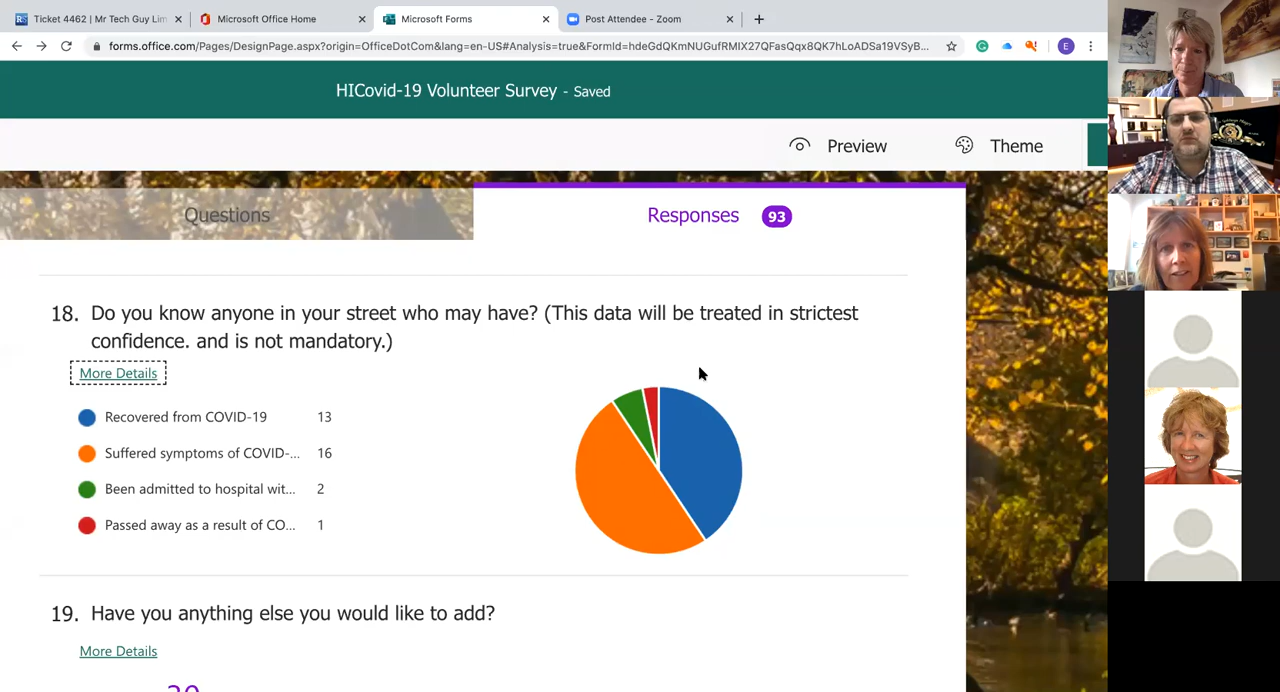 Ticket 4462 | Mr Tech Guy Lim
Microsoft Office Home
Microsoft Forms
Post Attendee - Zoom
forms.office.com/Pages/DesignPage.aspx?origin=OfficeDotCom&lang=en-US#Analysis=true&FormId=hdeGdQKmNUGufRMIX27QFasQqx8QK7hLoADSa19VSyB...
E
HICovid-19 Volunteer Survey - Saved
Preview
Theme
Questions
Responses 93
18. Do you know anyone in your street who may have? (This data will be treated in strictest
confidence. and is not mandatory.)
More Details
Recovered from COVID-19 13
Suffered symptoms of COVID-... 16
Been admitted to hospital wit... 2
Passed away as a result of CO... 1
19. Have you anything else you would like to add?
More Details